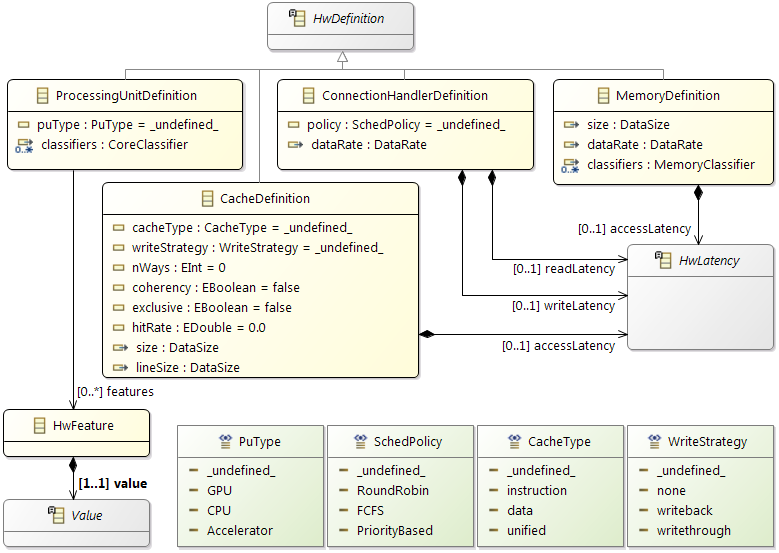 HwDefinition
ProcessingUnitDefinition
puType : PuType = _undefined_
classifiers : CoreClassifier
0..*
ConnectionHandlerDefinition
policy : SchedPolicy = _undefined_
dataRate : DataRate
MemoryDefinition
size : DataSize
dataRate : DataRate
classifiers : MemoryClassifier
0..*
CacheDefinition
cacheType : CacheType = _undefined_
writeStrategy : WriteStrategy = _undefined_
nWays : EInt = 0
coherency : EBoolean = false
exclusive : EBoolean = false
hitRate : EDouble = 0.0
size : DataSize
lineSize : DataSize
[0..1] accessLatency
HwLatency
[0..1] readLatency
[0..1] writeLatency
[0..1] accessLatency
[0..*] features
HwFeature
[1..1] value
Value
PuType
_undefined_
GPU
CPU
Accelerator
SchedPolicy
_undefined_
RoundRobin
FCFS
PriorityBased
CacheType
_undefined_
instruction
data
unified
WriteStrategy
_undefined_
none
writeback
writethrough